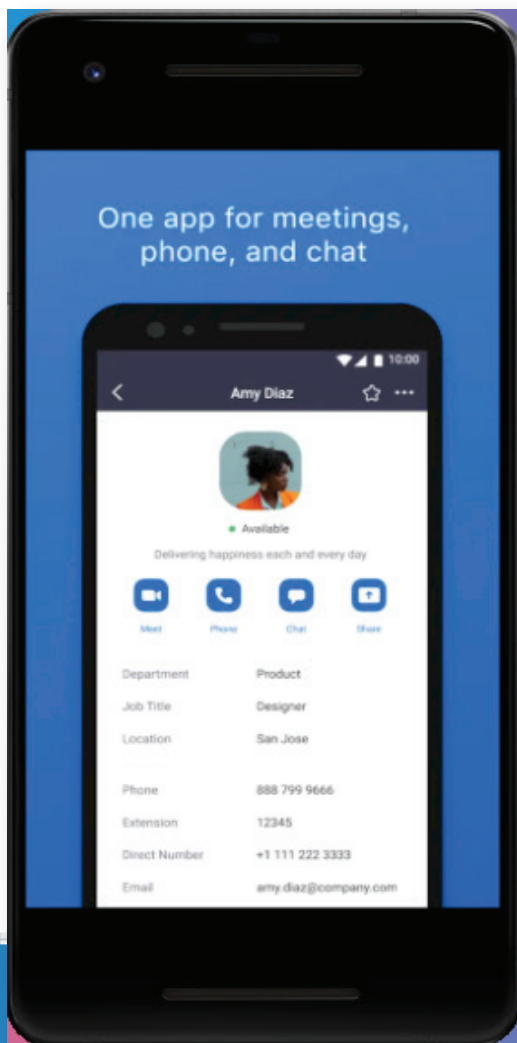 One app for meetings,
phone, and chat
10:00
Amy Diaz
Available
Delivering happiness each and every day
Meet Phone Chat Share
Department Product
Job Title Designer
Location San Jose
Phone 888 799 9666
Extension 12345
Direct Number +1 111 222 3333
Email amy.diaz@company.com